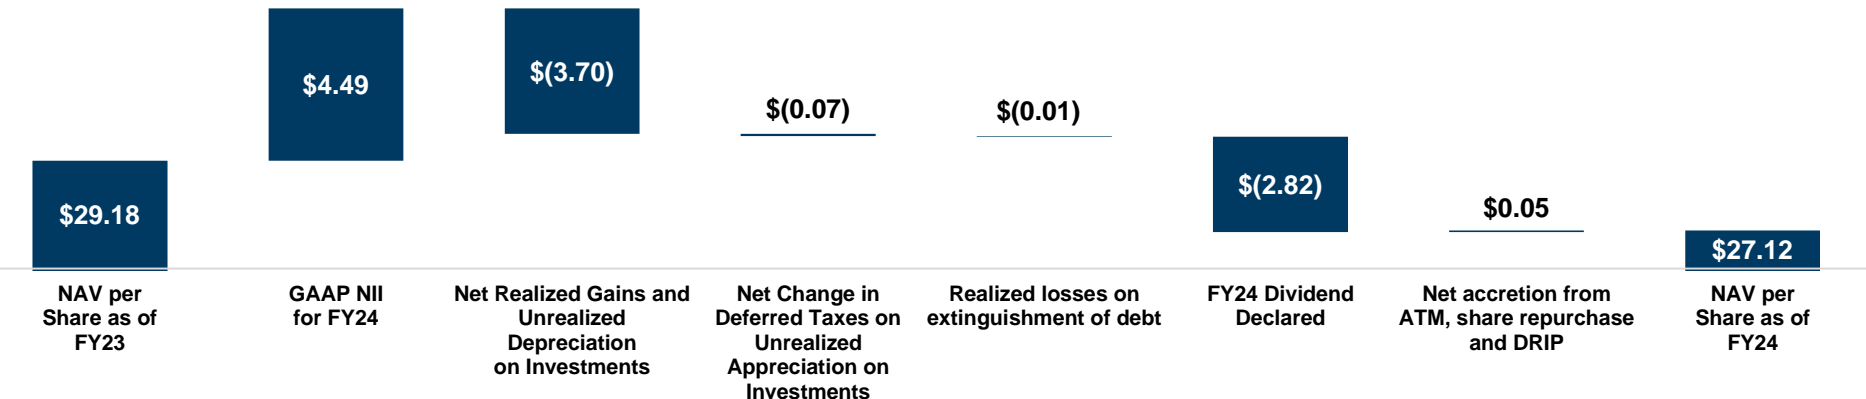 $29.18
$4.49
$(3.70)
$(0.07)
$(0.01)
$(2.82)
$0.05
$27.12
NAV per
Share as of
FY23
GAAP NII
for FY24
Net Realized Gains and
Unrealized
Depreciation
on Investments
Net Change in
Deferred Taxes on
Unrealized
Appreciation on
Investments
Realized losses on
extinguishment of debt
FY24 Dividend
Declared
Net accretion from
ATM, share repurchase
and DRIP
NAV per
Share as of
FY24